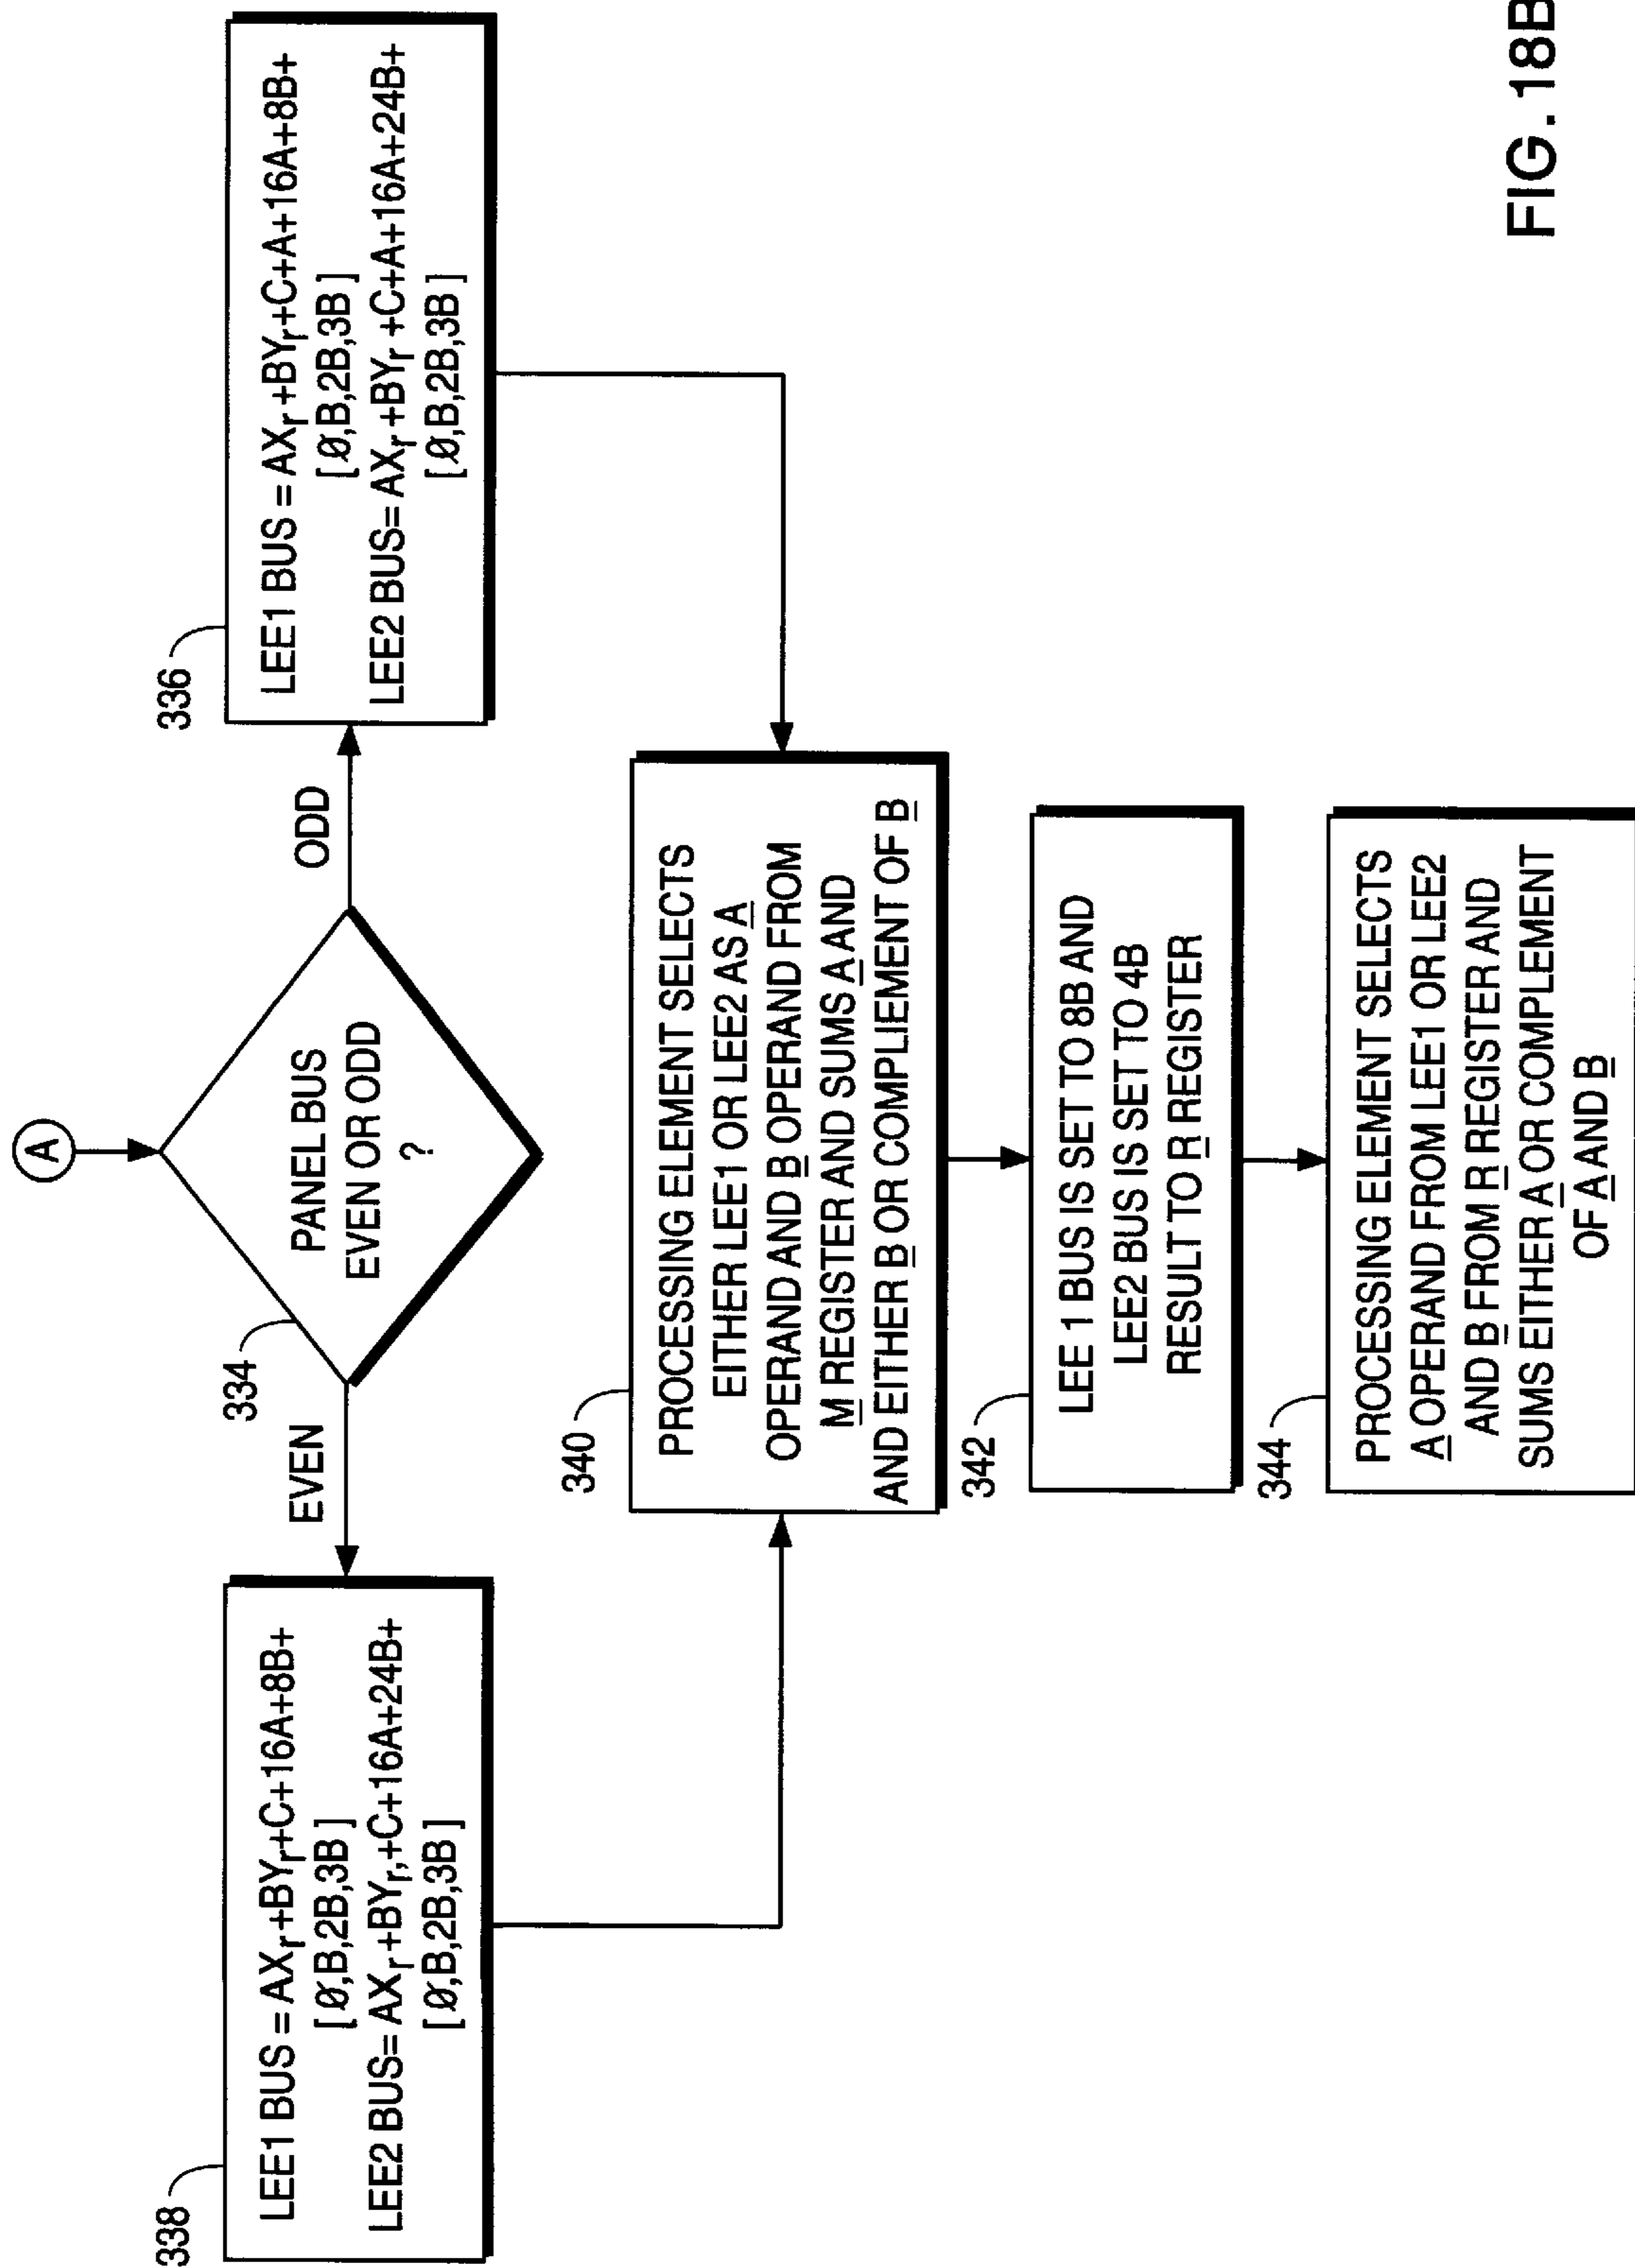 A
334
PANEL BUS
EVEN OR ODD
?
EVEN
ODD
338
LEE1 BUS = AXr+BYr+C+16A+8B+
[Ø,B,2B,3B]
LEE2 BUS= AXr+BYr,+C+16A+24B+
[Ø,B,2B,3B]
336
LEE1 BUS = AXr+BYr+C+A+16A+8B+
[Ø,B,2B,3B]
LEE2 BUS= AXr+BYr+C+A+16A+24B+
[Ø,B,2B,3B]
340
PROCESSING ELEMENT SELECTS
EITHER LEE1 OR LEE2 AS A
OPERAND AND B OPERAND FROM
M REGISTER AND SUMS A AND
AND EITHER B OR COMPLIEMENT OF B
342
LEE 1 BUS IS SET TO 8B AND
LEE2 BUS IS SET TO 4B
RESULT TO R REGISTER
344
PROCESSING ELEMENT SELECTS
A OPERAND FROM LEE1 OR LEE2
AND B FROM R REGISTER AND
SUMS EITHER A OR COMPLEMENT
OF A AND B
FIG. 18B